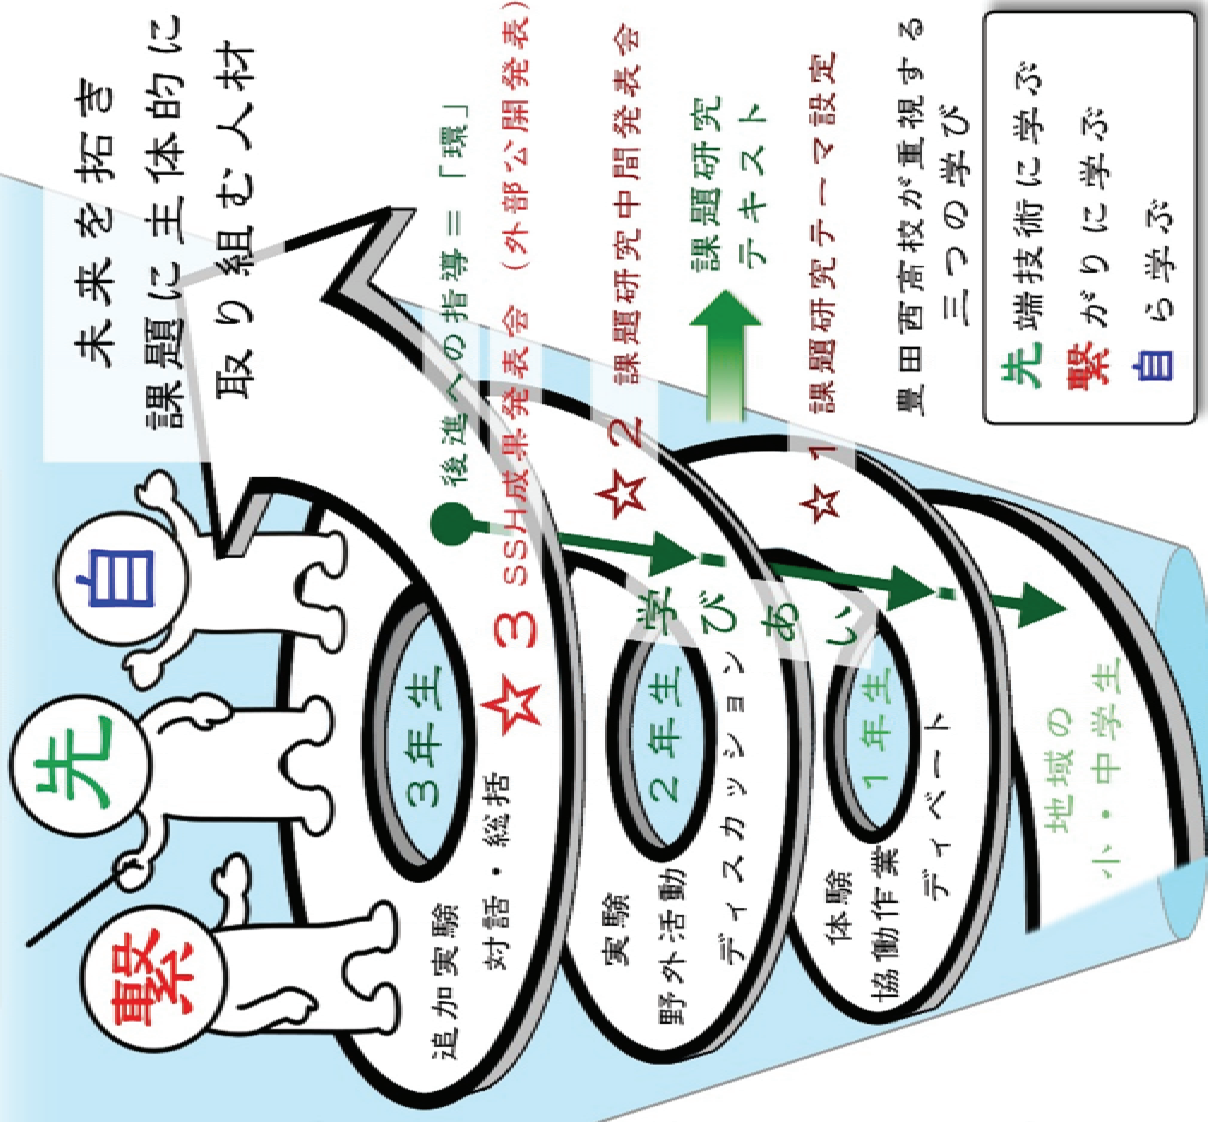 未来を拓き
課題に主体的に
取り組む人材
自
先
繋
後進への指導＝「環」
☆３ SSH成果発表会（外部公開発表）
３年生
追加実験
対話・総括
☆２ 課題研究中間発表会
２年生
実験
野外活動
ディスカッション
学びあい
課題研究
テキスト
☆１ 課題研究テーマ設定
１年生
体験
協働作業
ディベート
地域の
小・中学生
豊田西高校が重視する
三つの学び
先端技術に学ぶ
繋がりに学ぶ
自ら学ぶ